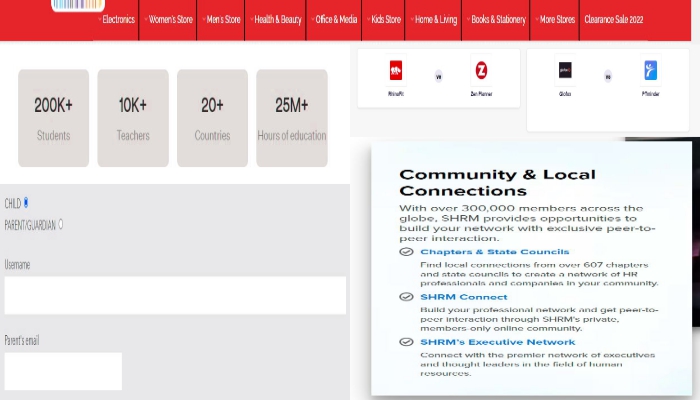 Electronics Women's Store Men's Store Health & Beauty Office & Media Kids Store Home & Living Books & Stationery More Stores Clearance Sale 2022
200K+
Students
10K+
Teachers
20+
Countries
25M+
Hours of education
CHILD
PARENT/GUARDIAN
Username
Parent's email
RhinoFit
VS
Zen Planner
Glofox
VS
PTminder
Community & Local
Connections
With over 300,000 members across the
globe, SHRM provides opportunities to
build your network with exclusive peer-to-
peer interaction.
Chapters & State Councils
Find local connections from over 607 chapters
and state councils to create a network of HR
professionals and companies in your community.
SHRM Connect
Build your professional network and get peer-to-
peer interaction through SHRM's private,
members-only online community.
SHRM's Executive Network
Connect with the premier network of executives
and thought leaders in the field of human
resources.